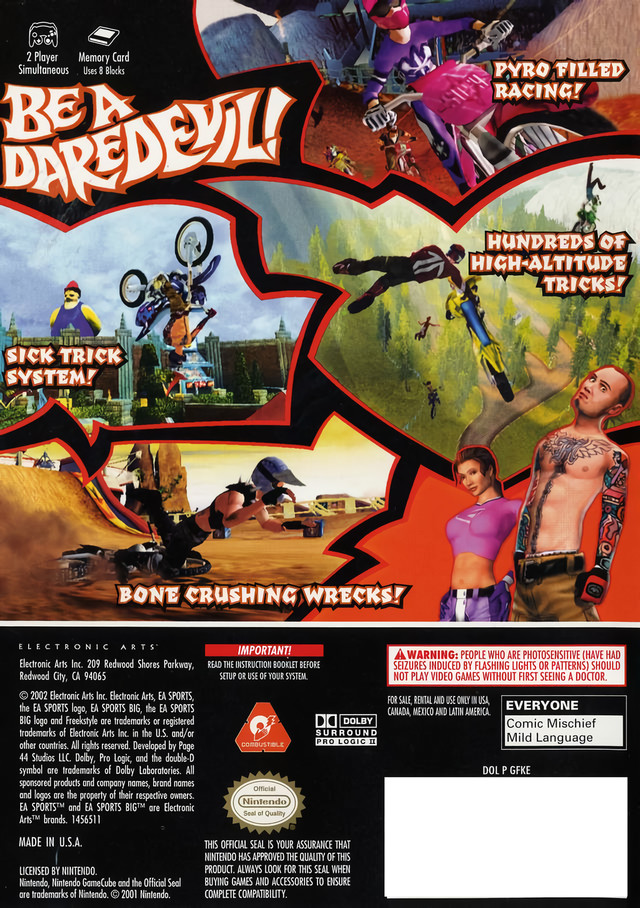 2 Player
Simultaneous
Memory Card
Uses 8 Blocks
BE A
DAREDEVIL!
PYRO FILLED
RACING!
HUNDREDS OF
HIGH-ALTITUDE
TRICKS!
SICK TRICK
SYSTEM!
BONE CRUSHING WRECKS!
ELECTRONIC ARTS™
Electronic Arts Inc. 209 Redwood Shores Parkway,
Redwood City, CA 94065
© 2002 Electronic Arts Inc. Electronic Arts, EA SPORTS,
the EA SPORTS logo, EA SPORTS BIG, the EA SPORTS
BIG logo and Freekstyle are trademarks or registered
trademarks of Electronic Arts Inc. in the U.S. and/or
other countries. All rights reserved. Developed by Page
44 Studios LLC. Dolby, Pro Logic, and the double-D
symbol are trademarks of Dolby Laboratories. All
sponsored products and company names, brand names
and logos are the property of their respective owners.
EA SPORTS™ and EA SPORTS BIG™ are Electronic
Arts™ brands. 1456511
MADE IN U.S.A.
LICENSED BY NINTENDO.
Nintendo, Nintendo GameCube and the Official Seal
are trademarks of Nintendo. © 2001 Nintendo.
IMPORTANT!
READ THE INSTRUCTION BOOKLET BEFORE
SETUP OR USE OF YOUR SYSTEM.
COMBUSTIBLE
DOLBY
SURROUND
PRO LOGIC II
Official
Nintendo
Seal of Quality
THIS OFFICIAL SEAL IS YOUR ASSURANCE THAT
NINTENDO HAS APPROVED THE QUALITY OF THIS
PRODUCT. ALWAYS LOOK FOR THIS SEAL WHEN
BUYING GAMES AND ACCESSORIES TO ENSURE
COMPLETE COMPATIBILITY.
WARNING: PEOPLE WHO ARE PHOTOSENSITIVE (HAVE HAD
SEIZURES INDUCED BY FLASHING LIGHTS OR PATTERNS) SHOULD
NOT PLAY VIDEO GAMES WITHOUT FIRST SEEING A DOCTOR.
FOR SALE, RENTAL AND USE ONLY IN USA,
CANADA, MEXICO AND LATIN AMERICA.
EVERYONE
Comic Mischief
Mild Language
DOL P GFKE